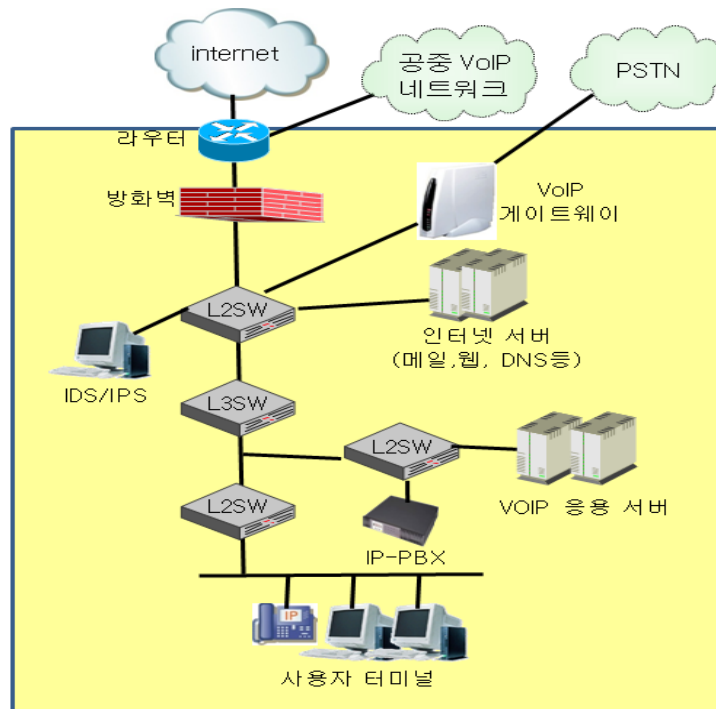 internet
공중 VoIP
네트워크
PSTN
라우터
방화벽
VoIP
게이트웨이
L2SW
인터넷 서버
(메일,웹, DNS등)
IDS/IPS
L3SW
L2SW
L2SW
VOIP 응용 서버
IP-PBX
IP
사용자 터미널